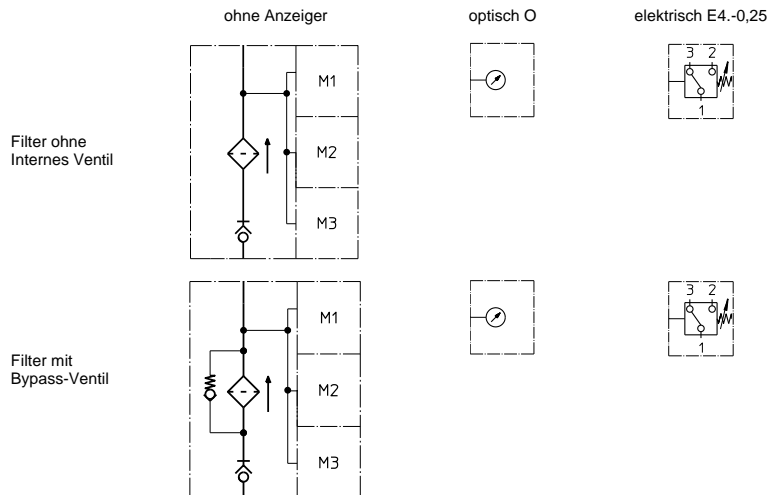 ohne Anzeiger
optisch O
elektrisch E4.-0,25
Filter ohne
Internes Ventil
M1
M2
M3
3 2
1
Filter mit
Bypass-Ventil
M1
M2
M3
3 2
1